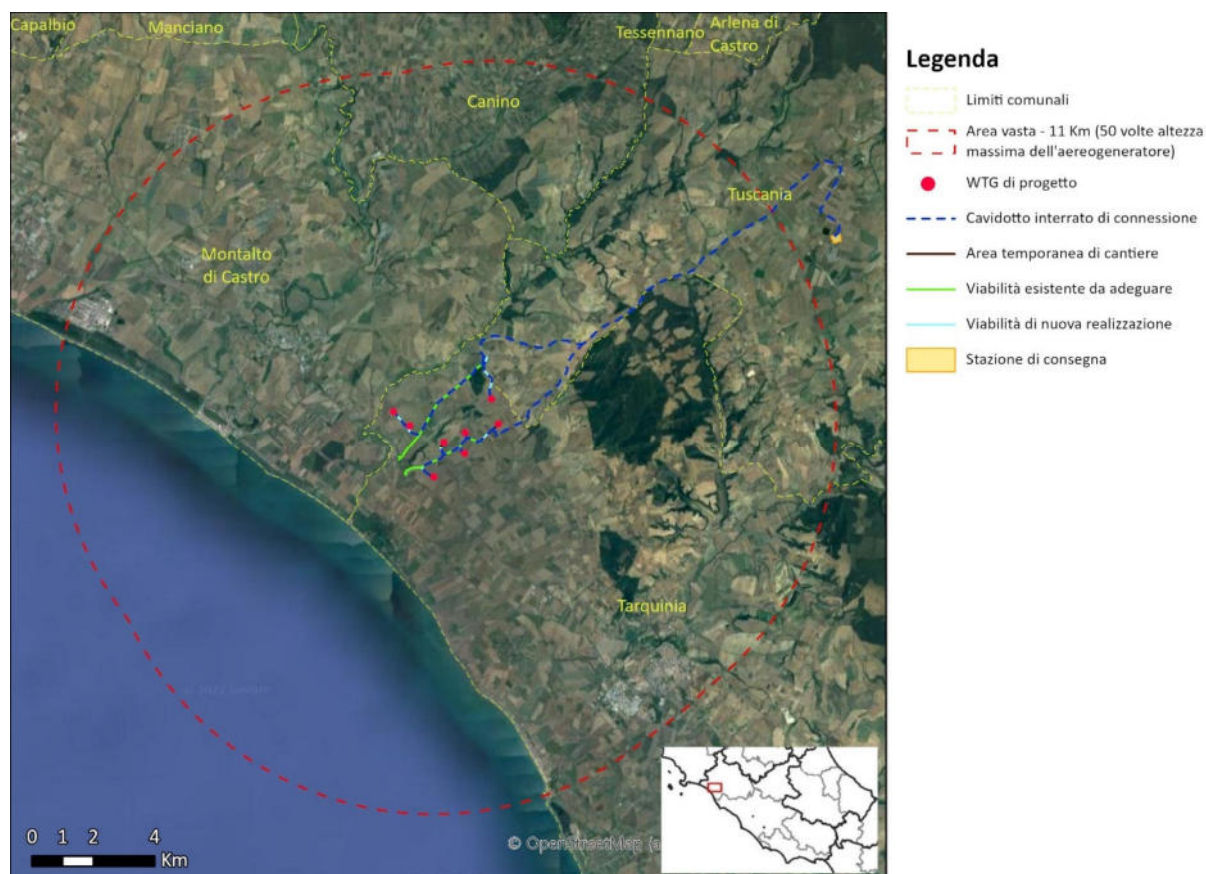 Capalbio
Manciano
Tessennano
Arlena di
Castro
Canino
Tuscania
Montalto
di Castro
Tarquinia
0 1 2 4
Km
© OpenStreetMap (a
Legenda
Limiti comunali
Area vasta - 11 Km (50 volte altezza
massima dell'aereogeneratore)
WTG di progetto
Cavidotto interrato di connessione
Area temporanea di cantiere
Viabilità esistente da adeguare
Viabilità di nuova realizzazione
Stazione di consegna